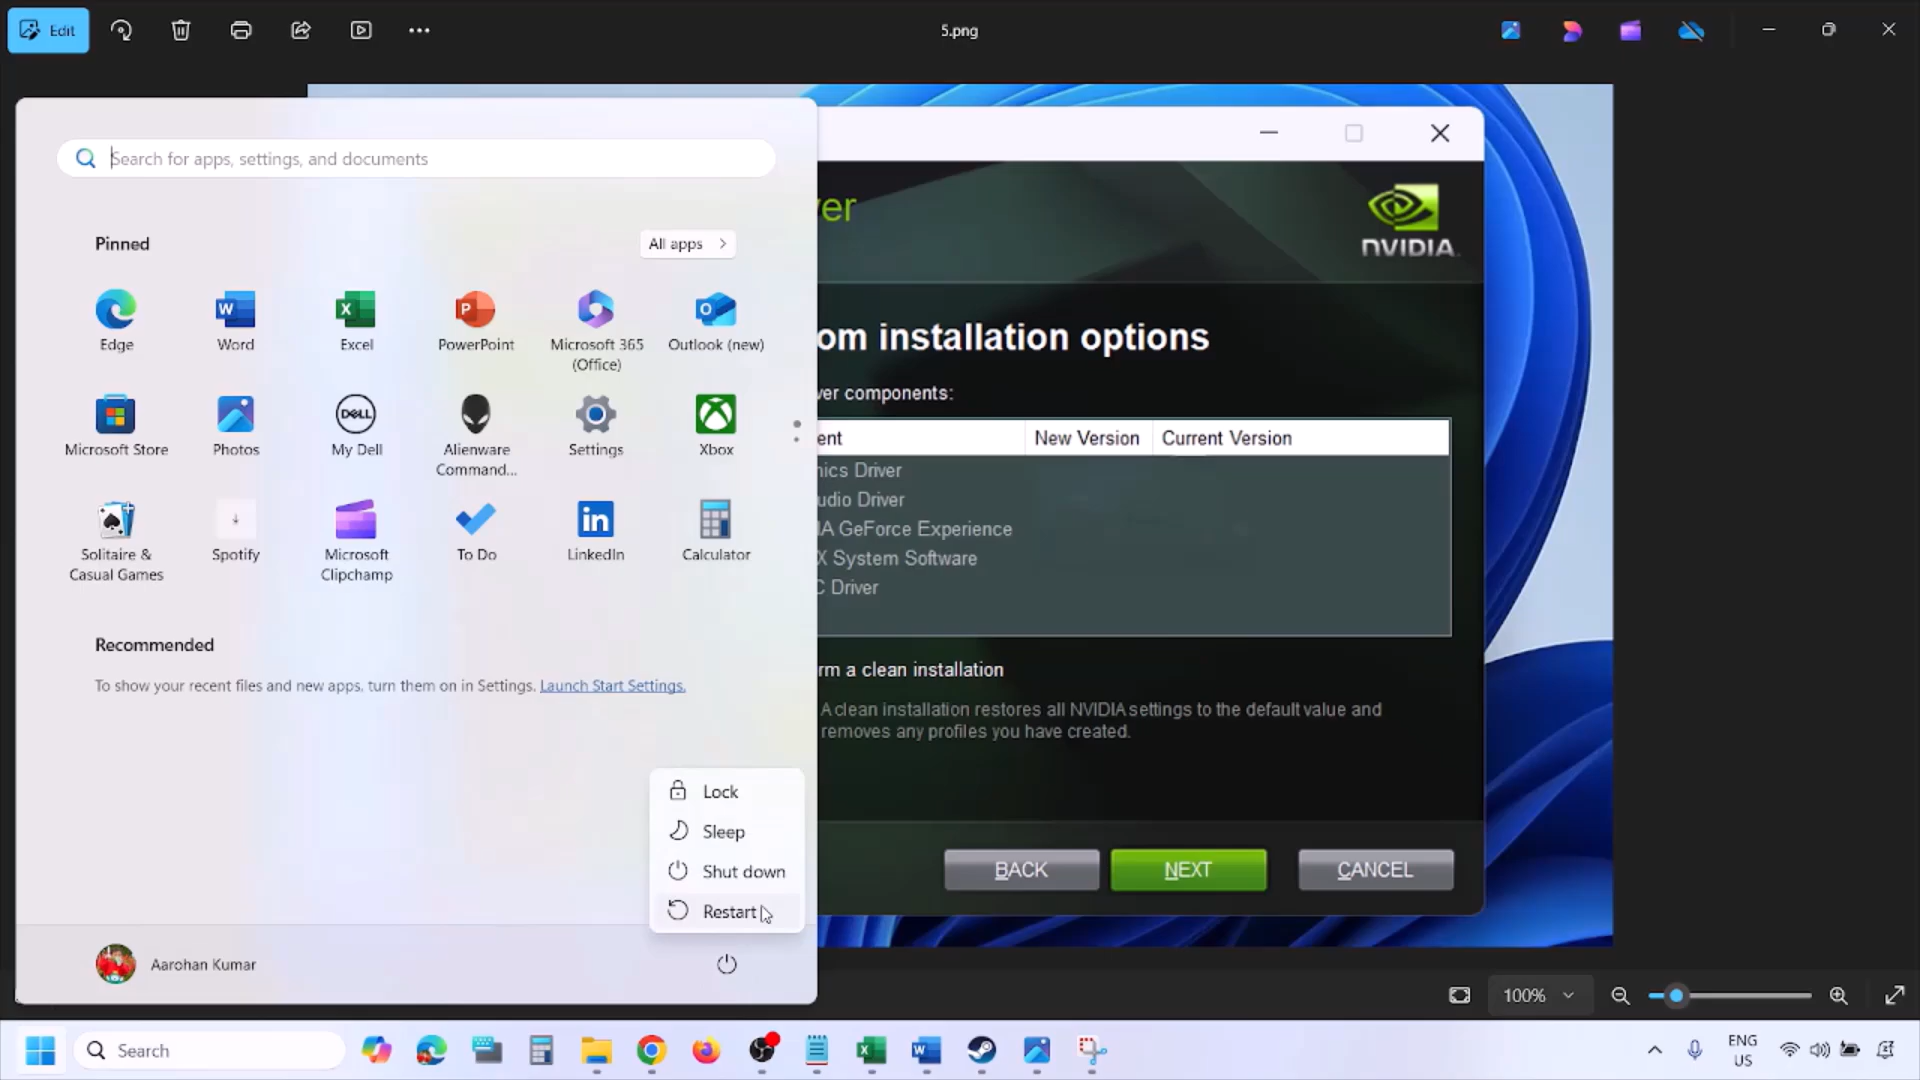 Edit
5.png
Search for apps, settings, and documents
Pinned
All apps
Edge
Word
Excel
PowerPoint
Microsoft 365
(Office)
Outlook (new)
Microsoft Store
Photos
DELL
My Dell
Alienware
Command...
Settings
Xbox
Solitaire &
Casual Games
Spotify
Microsoft
Clipchamp
To Do
LinkedIn
Calculator
Recommended
To show your recent files and new apps, turn them on in Settings. Launch Start Settings.
Lock
Sleep
Shut down
Restart
Aarohan Kumar
ver
NVIDIA
om installation options
ver components:
ent New Version Current Version
hics Driver
udio Driver
IA GeForce Experience
X System Software
C Driver
rm a clean installation
A clean installation restores all NVIDIA settings to the default value and
removes any profiles you have created.
BACK NEXT CANCEL
100%
Search
ENG
US